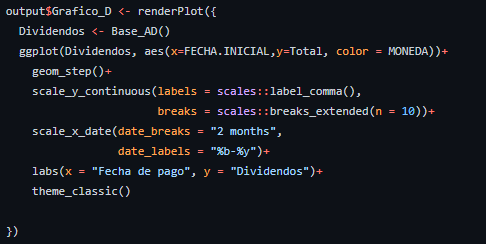 output$Grafico_D <- renderPlot({
  Dividendos <- Base_AD()
  ggplot(Dividendos, aes(x=FECHA.INICIAL,y=Total, color = MONEDA))+
    geom_step()+
    scale_y_continuous(labels = scales::label_comma(),
                       breaks = scales::breaks_extended(n = 10))+
    scale_x_date(date_breaks = "2 months",
                 date_labels = "%b-%y")+
    labs(x = "Fecha de pago", y = "Dividendos")+
    theme_classic()
})